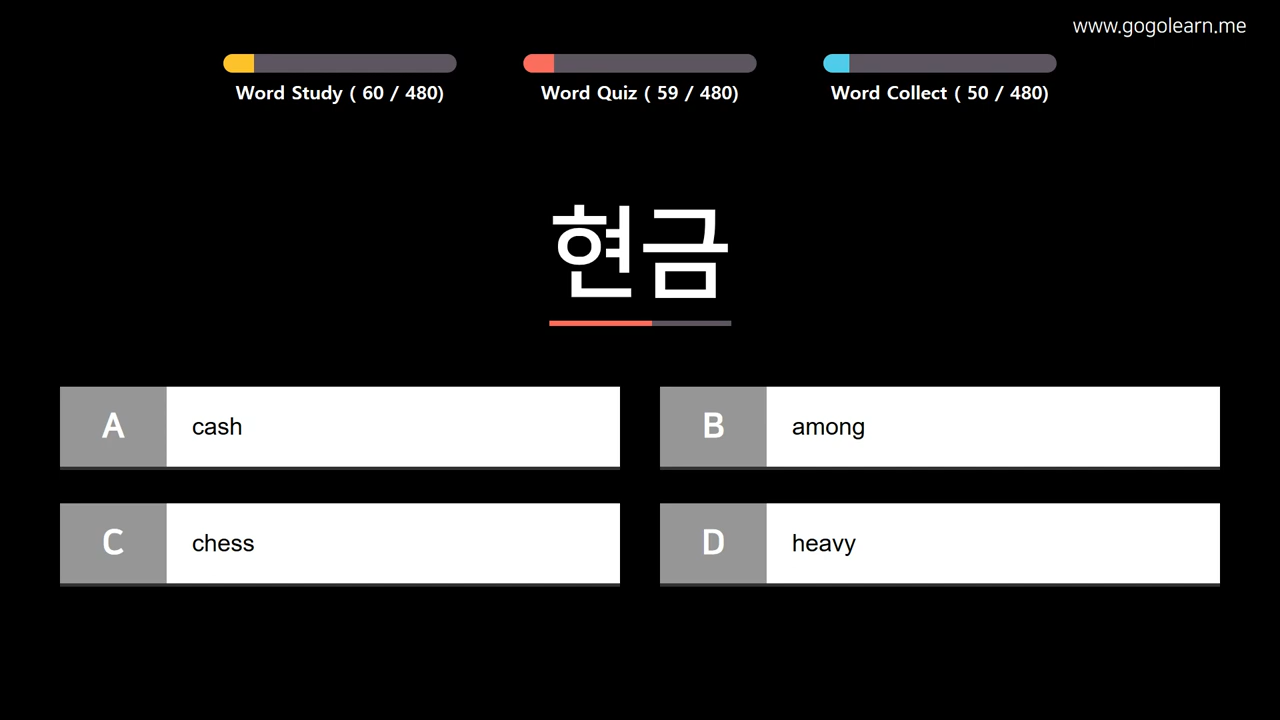 www.gogolearn.me
Word Study ( 60 / 480)
Word Quiz ( 59 / 480)
Word Collect ( 50 / 480)
현금
A cash
B among
C chess
D heavy